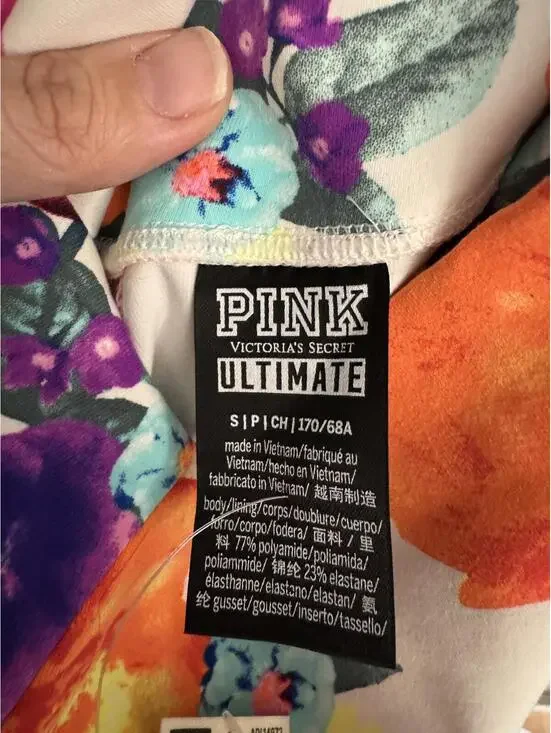 PINK
VICTORIA'S SECRET
ULTIMATE
S | P | CH | 170/68A
made in Vietnam/fabriqué au
Vietnam/hecho en Vietnam/
fabbricato in Vietnam/ 越南制造
body/lining/corps/doublure/cuerpo/
forro/corpo/fodera/ 面料 / 里
料 77% polyamide/poliamida/
poliammide/ 锦纶 23% elastane/
élasthanne/elastano/elastan/ 氨
纶 gusset/gousset/inserto/tassello/